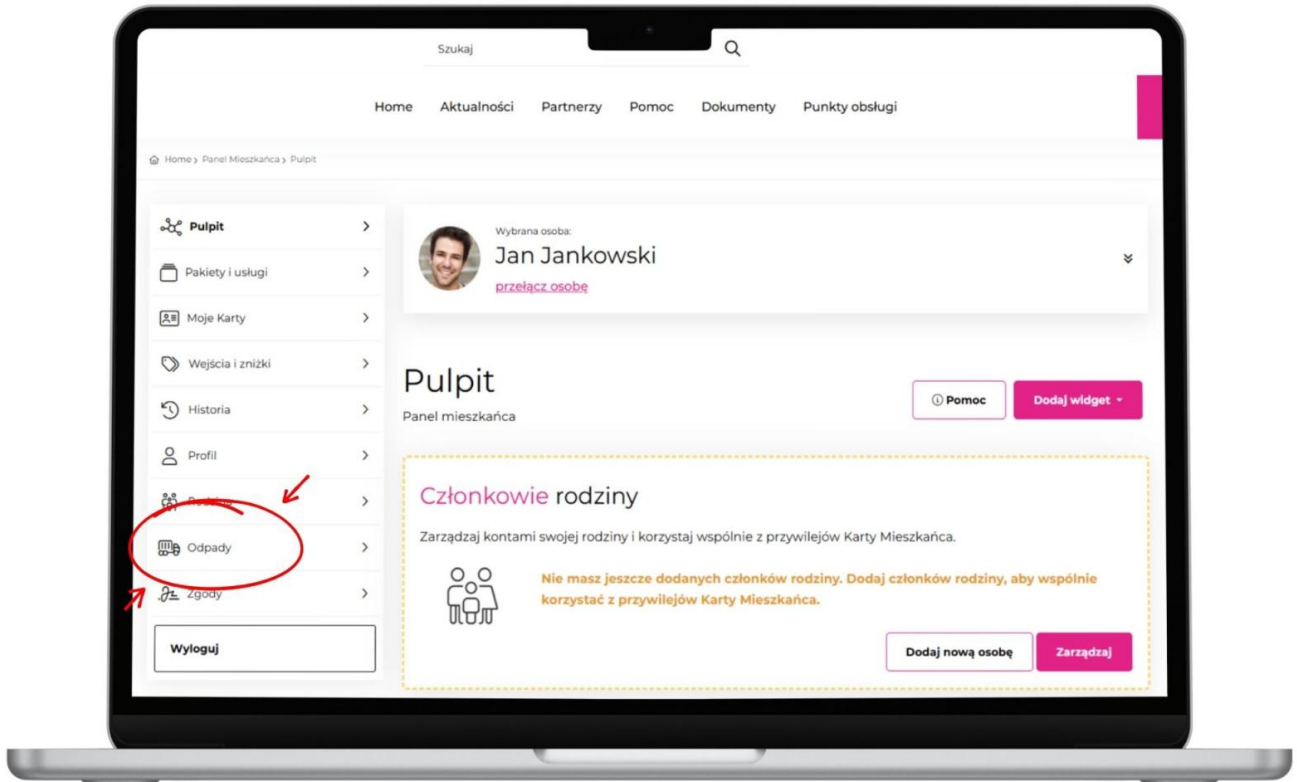 Szukaj
Home Aktualności Partnerzy Pomoc Dokumenty Punkty obsługi
Home > Panel Mieszkańca > Pulpit
Pulpit
Pakiety i usługi
Moje Karty
Wejścia i zniżki
Historia
Profil
Odpady
Zgody
Wyloguj
Wybrana osoba:
Jan Jankowski
przełącz osobę
Pulpit
Panel mieszkańca
Pomoc
Dodaj widget
Członkowie rodziny
Zarządzaj kontami swojej rodziny i korzystaj wspólnie z przywilejów Karty Mieszkańca.
Nie masz jeszcze dodanych członków rodziny. Dodaj członków rodziny, aby wspólnie
korzystać z przywilejów Karty Mieszkańca.
Dodaj nową osobę
Zarządzaj